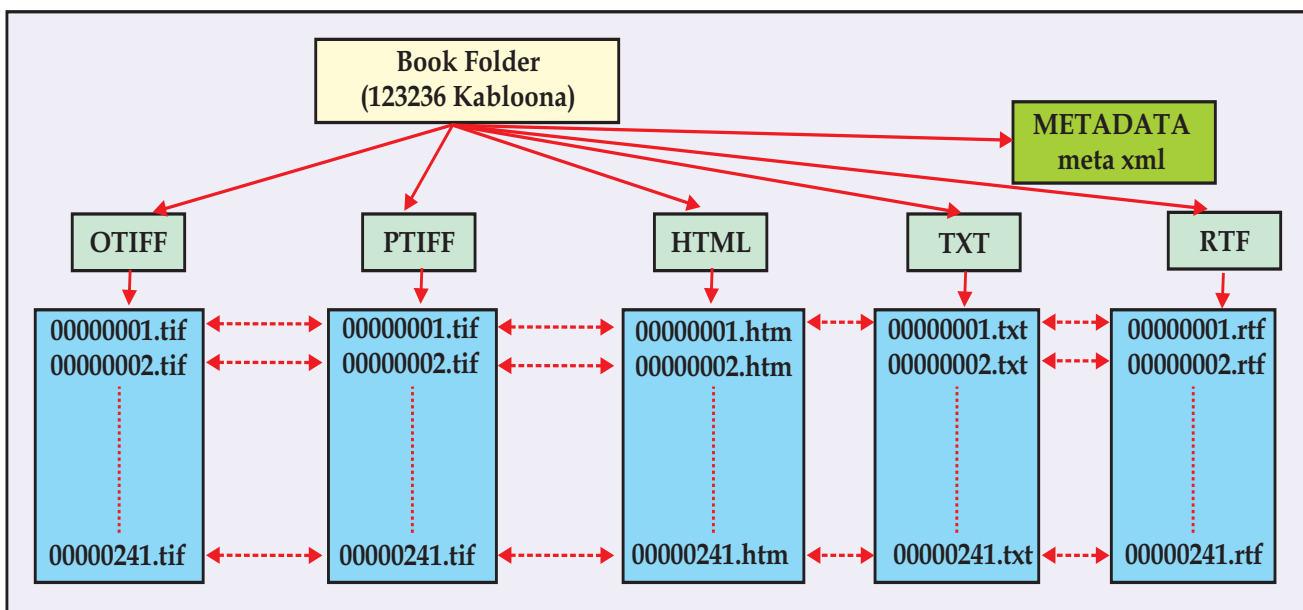 Book Folder
(123236 Kabloona)
METADATA
meta xml
OTIFF
PTIFF
HTML
TXT
RTF
00000001.tif
00000002.tif
00000241.tif
00000001.tif
00000002.tif
00000241.tif
00000001.htm
00000002.htm
00000241.htm
00000001.txt
00000002.txt
00000241.txt
00000001.rtf
00000002.rtf
00000241.rtf